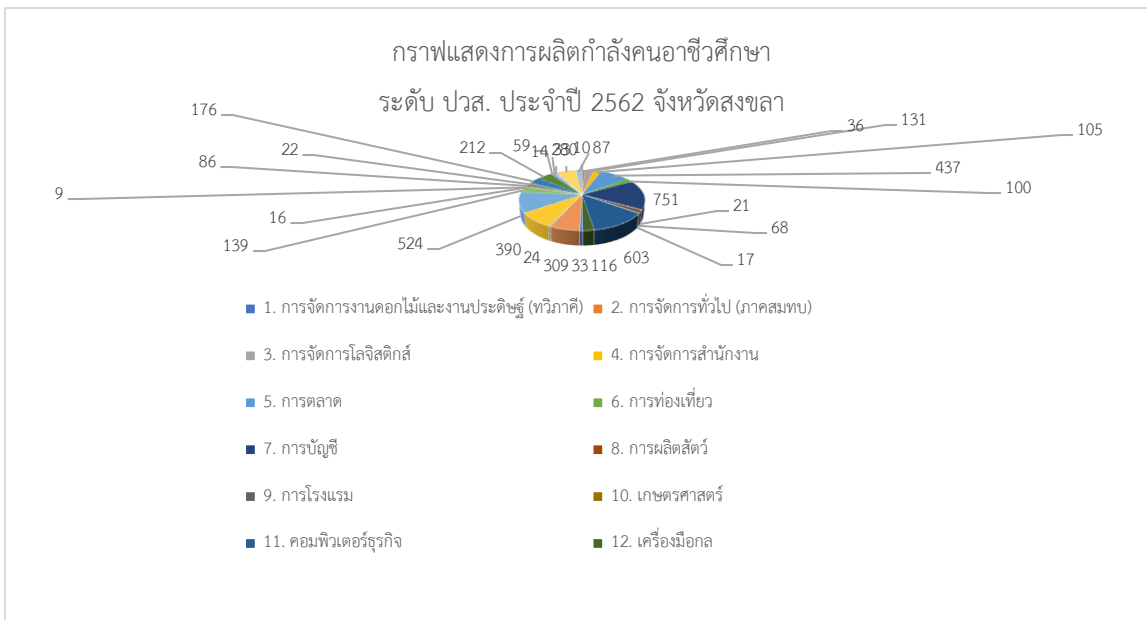 กราฟแสดงการผลิตกำลังคนอาชีวศึกษา
ระดับ ปวส. ประจำปี 2562 จังหวัดสงขลา
176
22
86
9
16
139
212
59
14
10
87
36
131
105
437
100
751
21
68
17
603
116
33
309
24
390
524
1. การจัดการงานดอกไม้และงานประดิษฐ์ (ทวิภาคี)
2. การจัดการทั่วไป (ภาคสมทบ)
3. การจัดการโลจิสติกส์
4. การจัดการสำนักงาน
5. การตลาด
6. การท่องเที่ยว
7. การบัญชี
8. การผลิตสัตว์
9. การโรงแรม
10. เกษตรศาสตร์
11. คอมพิวเตอร์ธุรกิจ
12. เครื่องมือกล